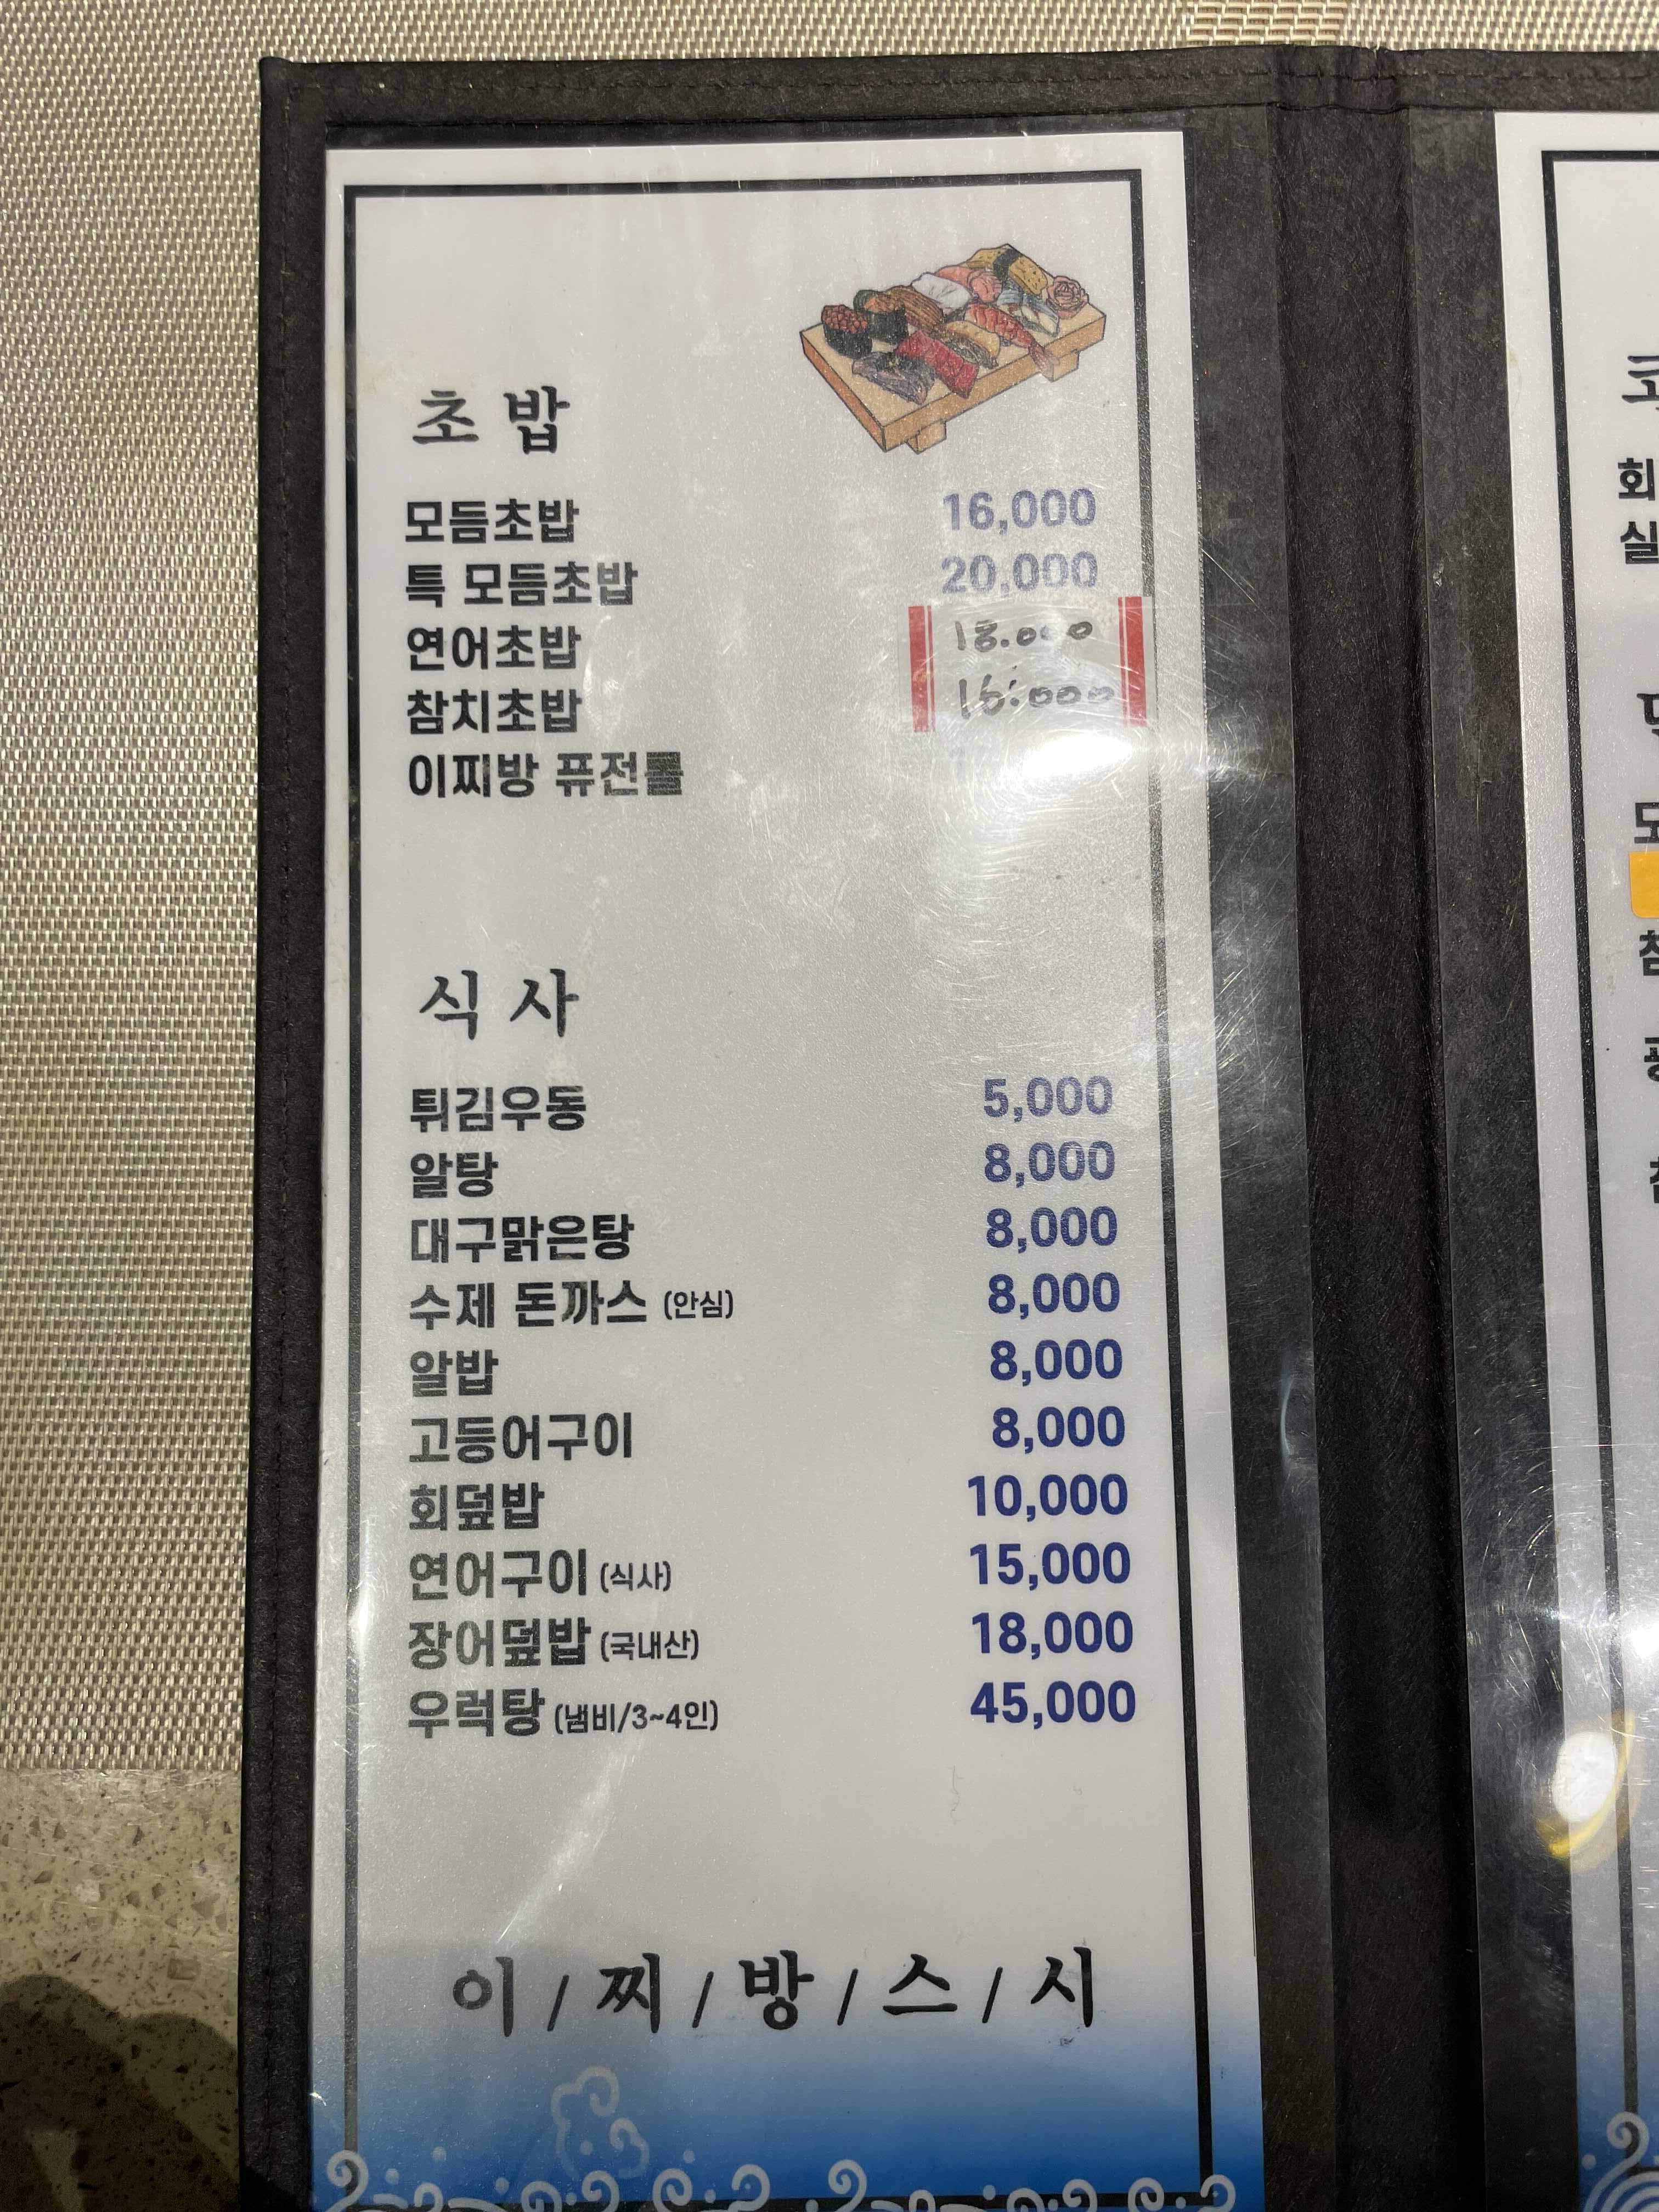 초밥
모듬초밥 16,000
특 모듬초밥 20,000
연어초밥 18.000
참치초밥 16.000
이찌방 퓨전롤
식사
튀김우동 5,000
알탕 8,000
대구맑은탕 8,000
수제 돈까스 (안심) 8,000
알밥 8,000
고등어구이 8,000
회덮밥 10,000
연어구이 (식사) 15,000
장어덮밥 (국내산) 18,000
우럭탕 (냄비/3~4인) 45,000
이/찌/방/스/시
회
실